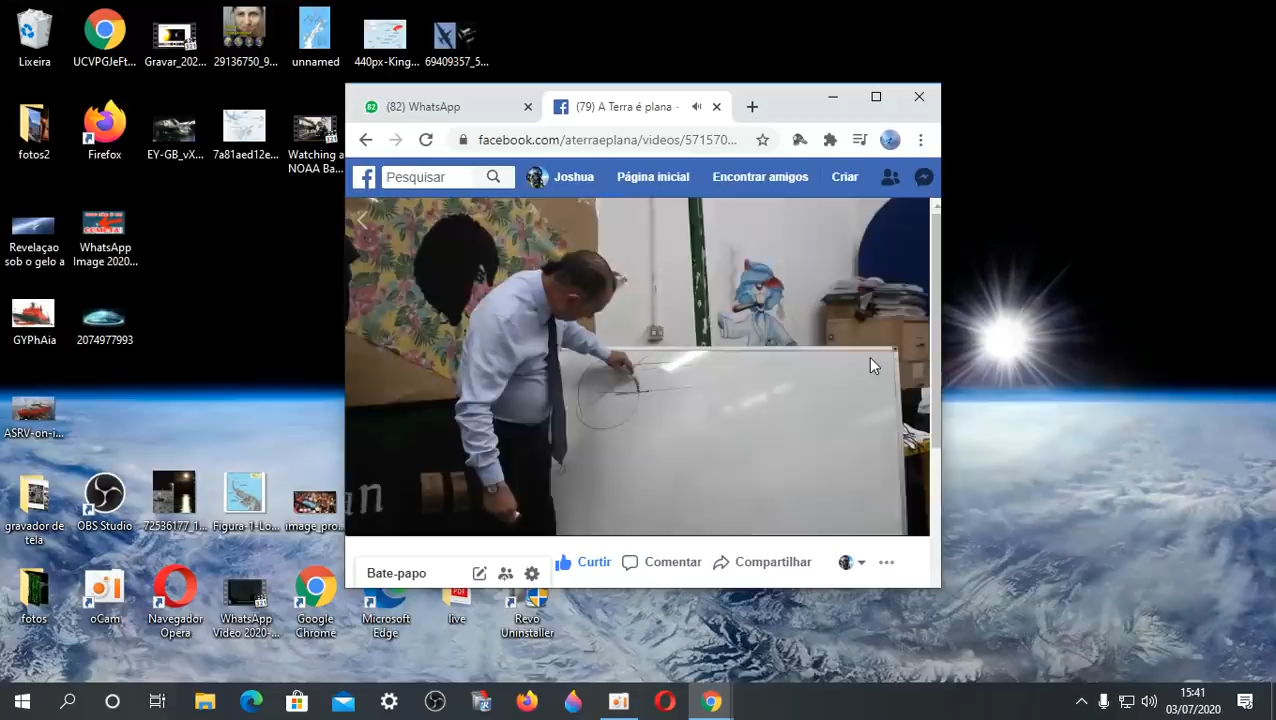 Lixeira
UCVPGJeFt...
Gravar_202...
29136750_9...
unnamed
440px-King...
69409357_5...
(82) WhatsApp
(79) A Terra é plana -
facebook.com/aterraeplana/videos/571570...
fotos2
Firefox
EY-GB_vX...
7a81aed12e...
Watching a
NOAA Ba...
Pesquisar
Joshua
Página inicial
Encontrar amigos
Criar
Revelaçao
sob o gelo a
WhatsApp
Image 2020...
GYPhAia
2074977993
ASRV-on-i...
gravador de
tela
OBS Studio
72536177_1...
Figura-1-Lo...
image_pro...
an
Curtir
Comentar
Compartilhar
Bate-papo
fotos
oCam
Navegador
Opera
WhatsApp
Video 2020-...
Google
Chrome
Microsoft
Edge
live
Revo
Uninstaller
15:41
03/07/2020